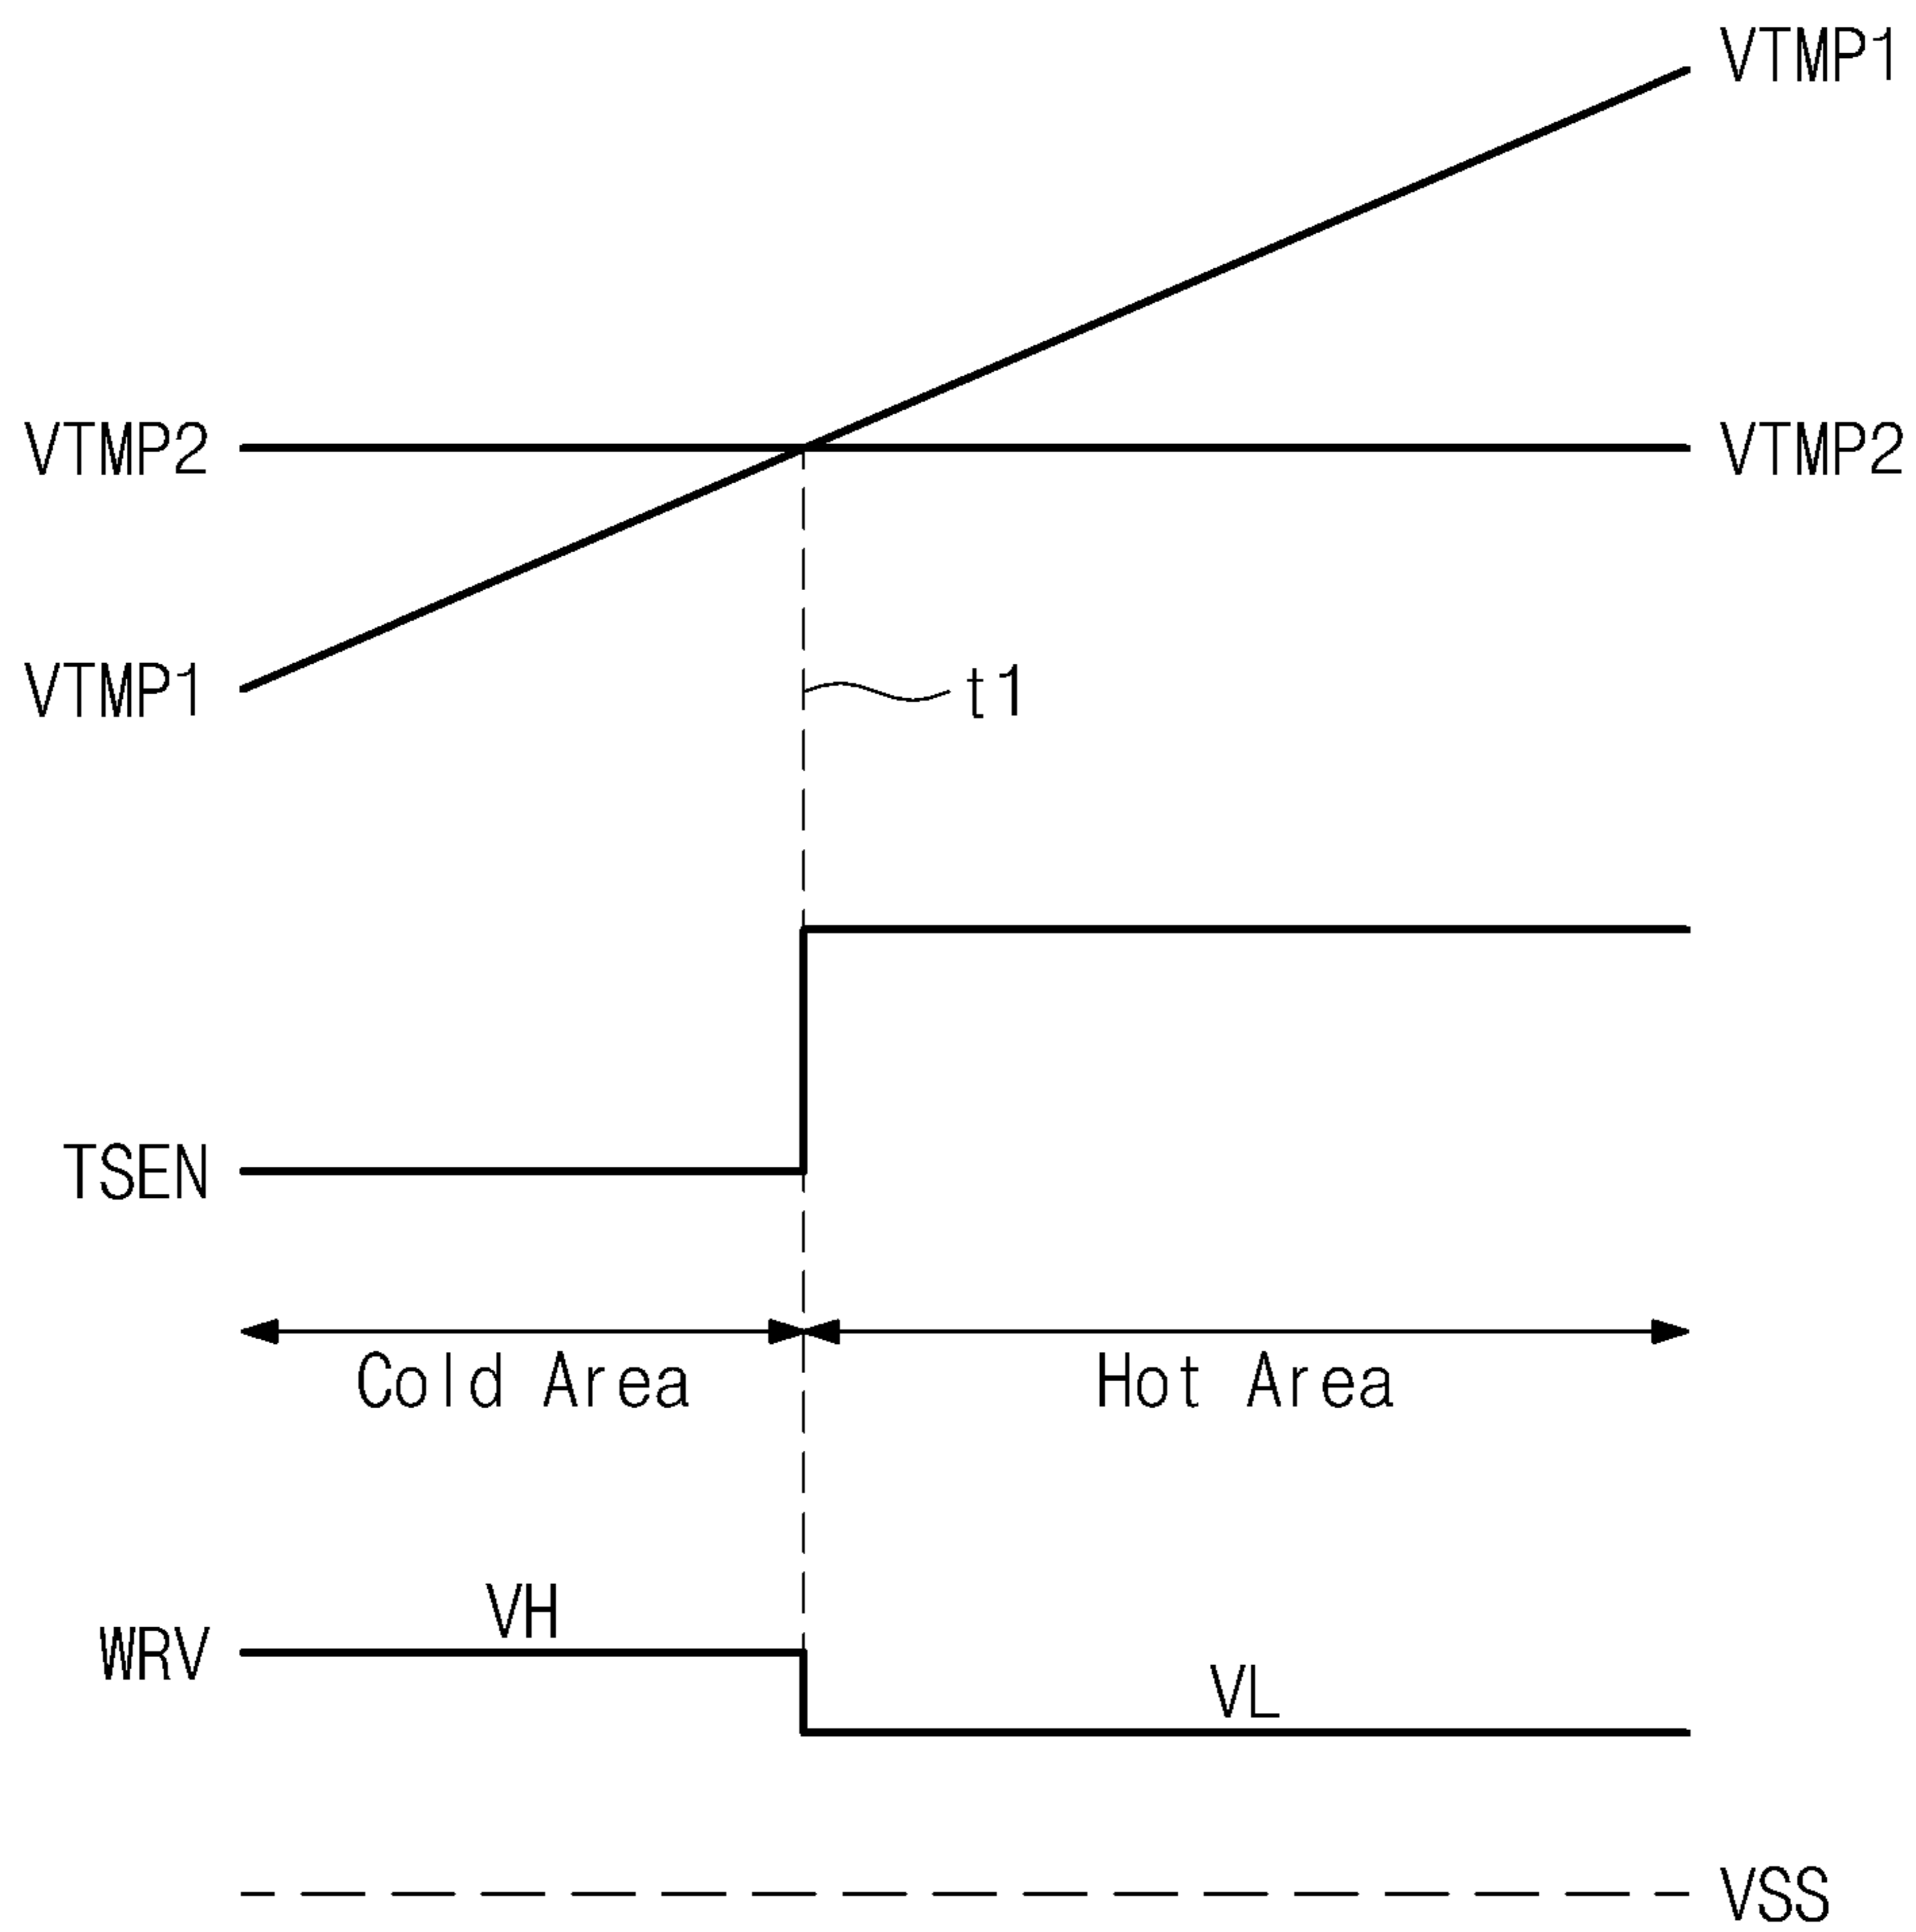 VTMP1
VTMP2
VTMP2
VTMP1
t1
TSEN
Cold Area
Hot Area
VH
WRV
VL
VSS